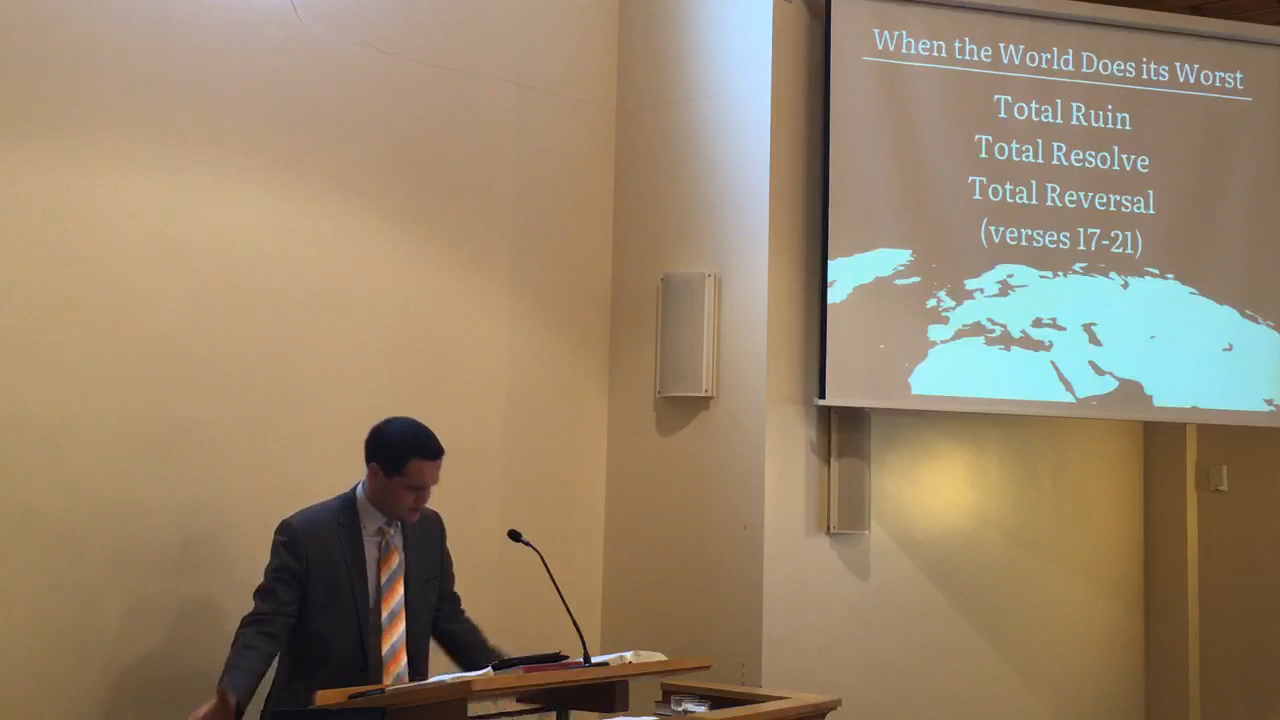 When the World Does its Worst
Total Ruin
Total Resolve
Total Reversal
(verses 17-21)